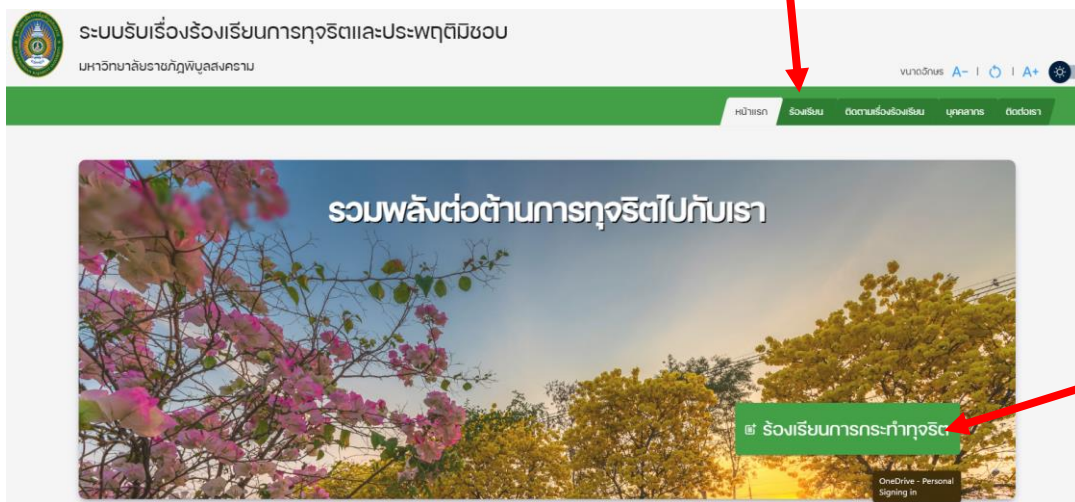 ระบบรับเรื่องร้องเรียนการทุจริตและประพฤติมิชอบ
มหาวิทยาลัยราชภัฏพิบูลสงคราม
ขนาดอักษร A- | | A+
หน้าแรก ร้องเรียน ติดตามเรื่องร้องเรียน บุคคลากร ติดต่อเรา
รวมพลังต่อต้านการทุจริตไปกับเรา
ร้องเรียนการกระทำทุจริต
OneDrive - Personal
Signing in